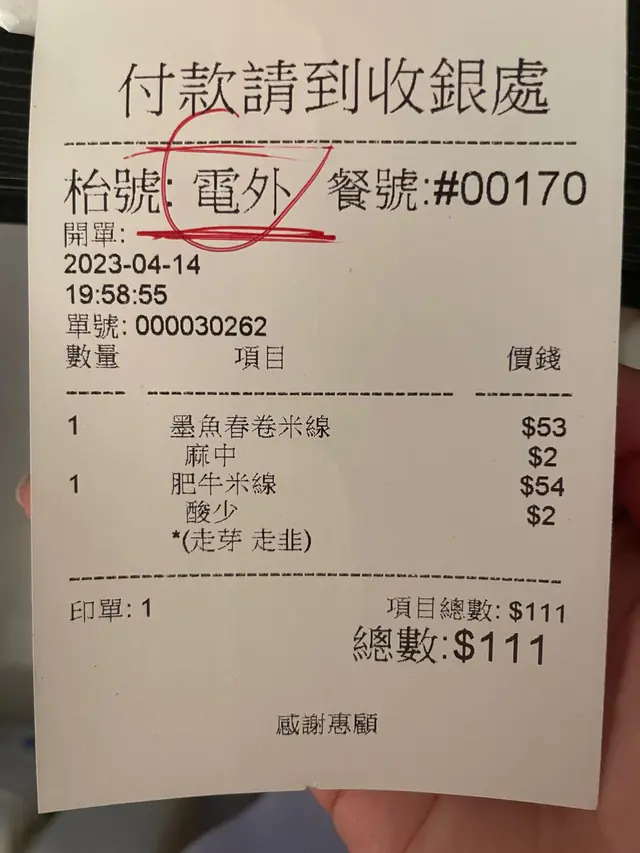 付款請到收銀處
枱號: 電外 餐號:#00170
開單:
2023-04-14
19:58:55
單號: 000030262
數量 項目 價錢
1 墨魚春卷米線 $53
麻中 $2
1 肥牛米線 $54
酸少 $2
*(走芽 走韭)
印單: 1 項目總數: $111
總數:$111
感謝惠顧